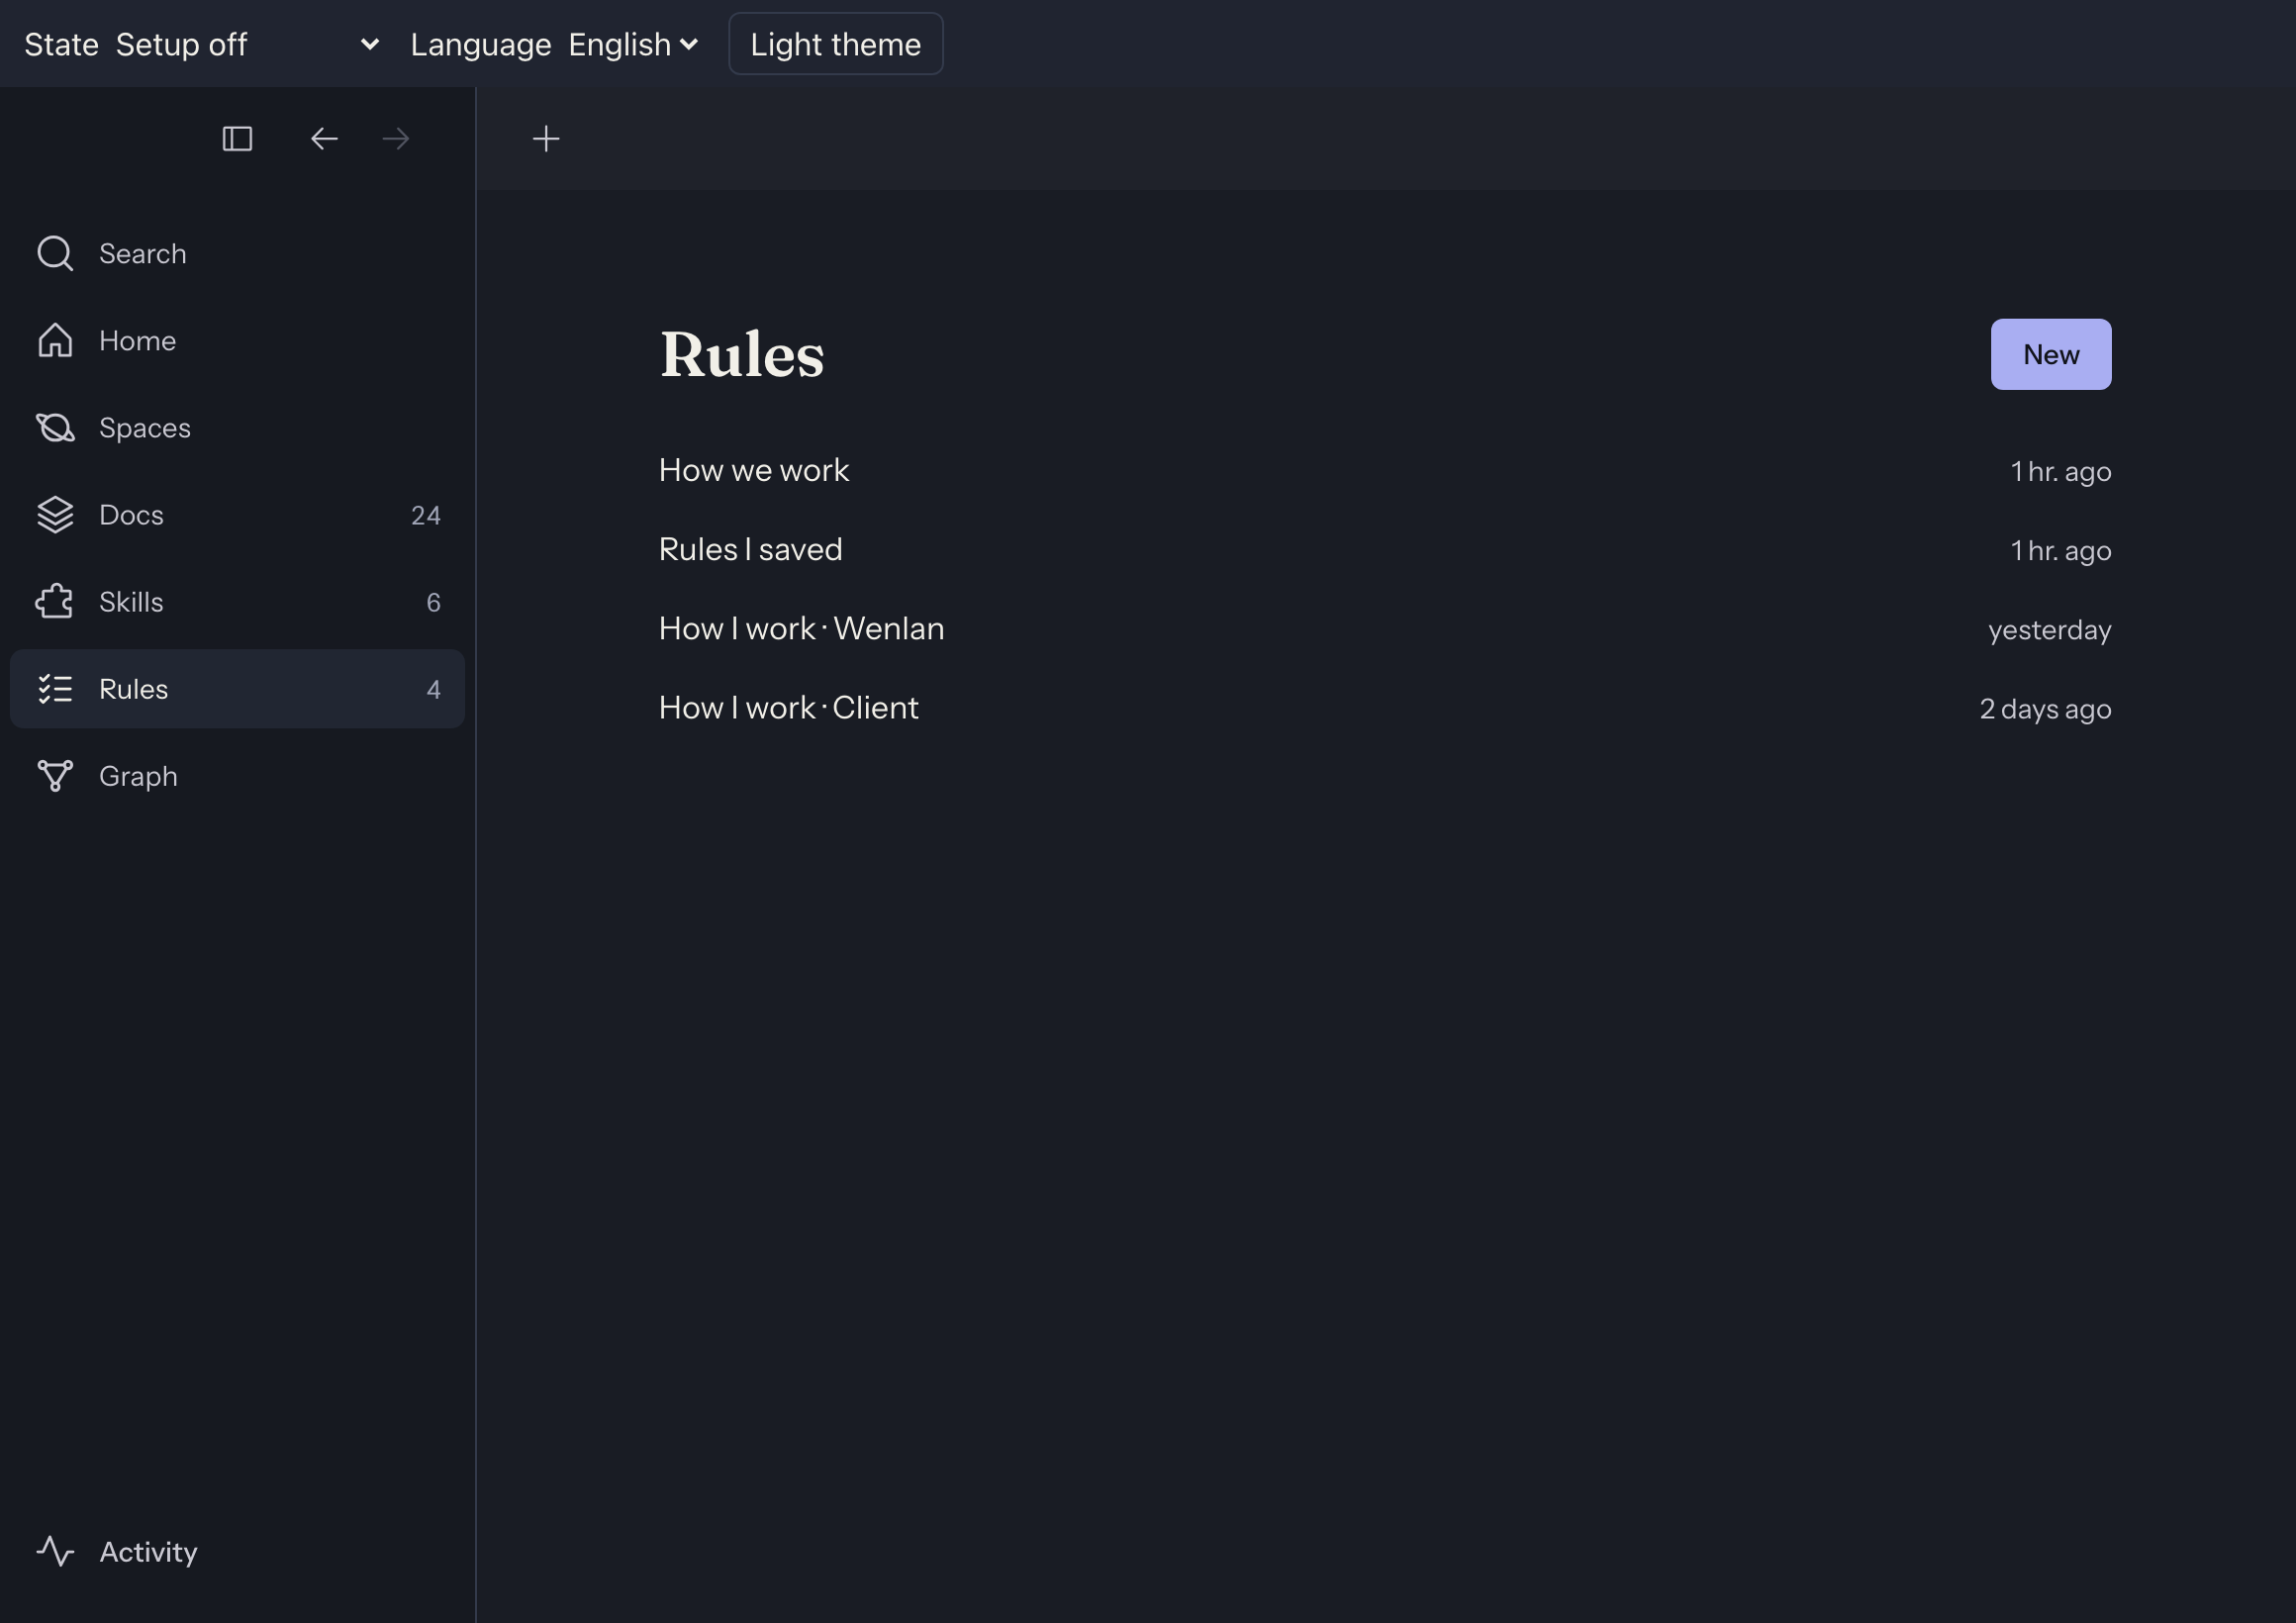 State Setup off Language English Light theme
Search
Home
Spaces
Docs 24
Skills 6
Rules 4
Graph
Activity
Rules New
How we work 1 hr. ago
Rules I saved 1 hr. ago
How I work · Wenlan yesterday
How I work · Client 2 days ago